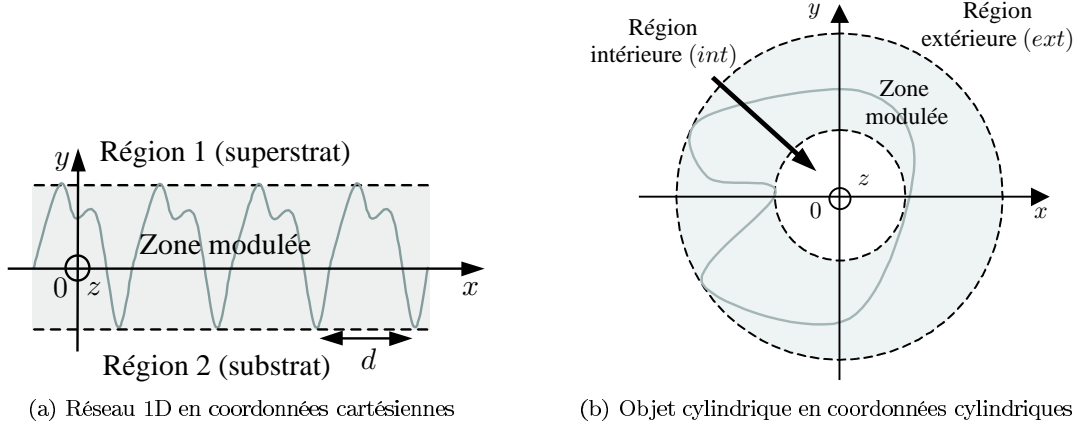 y
Région 1 (superstrat)
Zone modulée
0 z
x
d
Région 2 (substrat)
(a) Réseau 1D en coordonnées cartésiennes
y
Région
intérieure (int)
Région
extérieure (ext)
Zone
modulée
z
0
x
(b) Objet cylindrique en coordonnées cylindriques